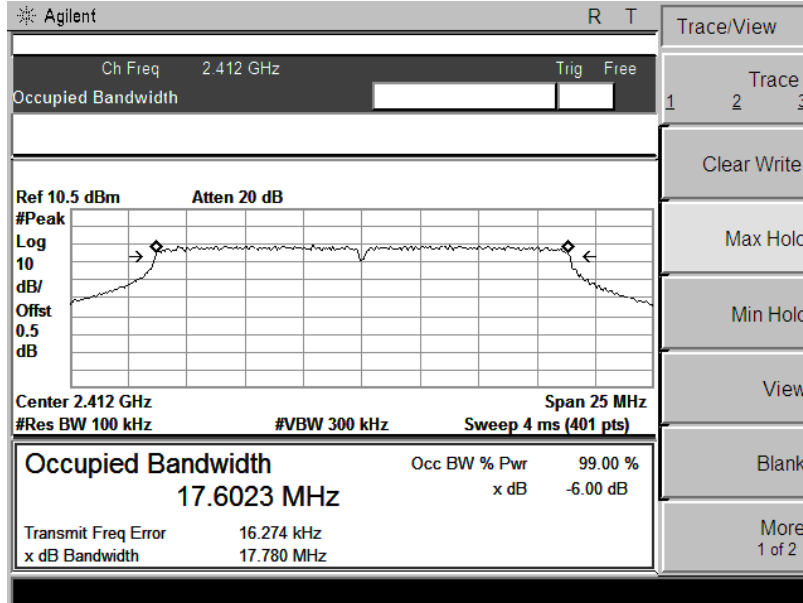 Agilent R T
Trace/View
Ch Freq 2.412 GHz Trig Free
Occupied Bandwidth
Trace
1 2 3
Clear Write
Max Hold
Min Hold
View
Blank
More
1 of 2
Ref 10.5 dBm Atten 20 dB
#Peak
Log
10
dB/
Offst
0.5
dB
Center 2.412 GHz Span 25 MHz
#Res BW 100 kHz #VBW 300 kHz Sweep 4 ms (401 pts)
Occupied Bandwidth Occ BW % Pwr 99.00 %
17.6023 MHz x dB -6.00 dB
Transmit Freq Error 16.274 kHz
x dB Bandwidth 17.780 MHz